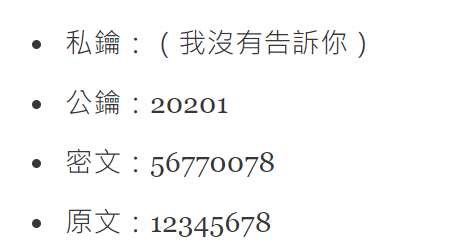 • 私鑰：（我沒有告訴你）
• 公鑰：20201
• 密文：56770078
• 原文：12345678